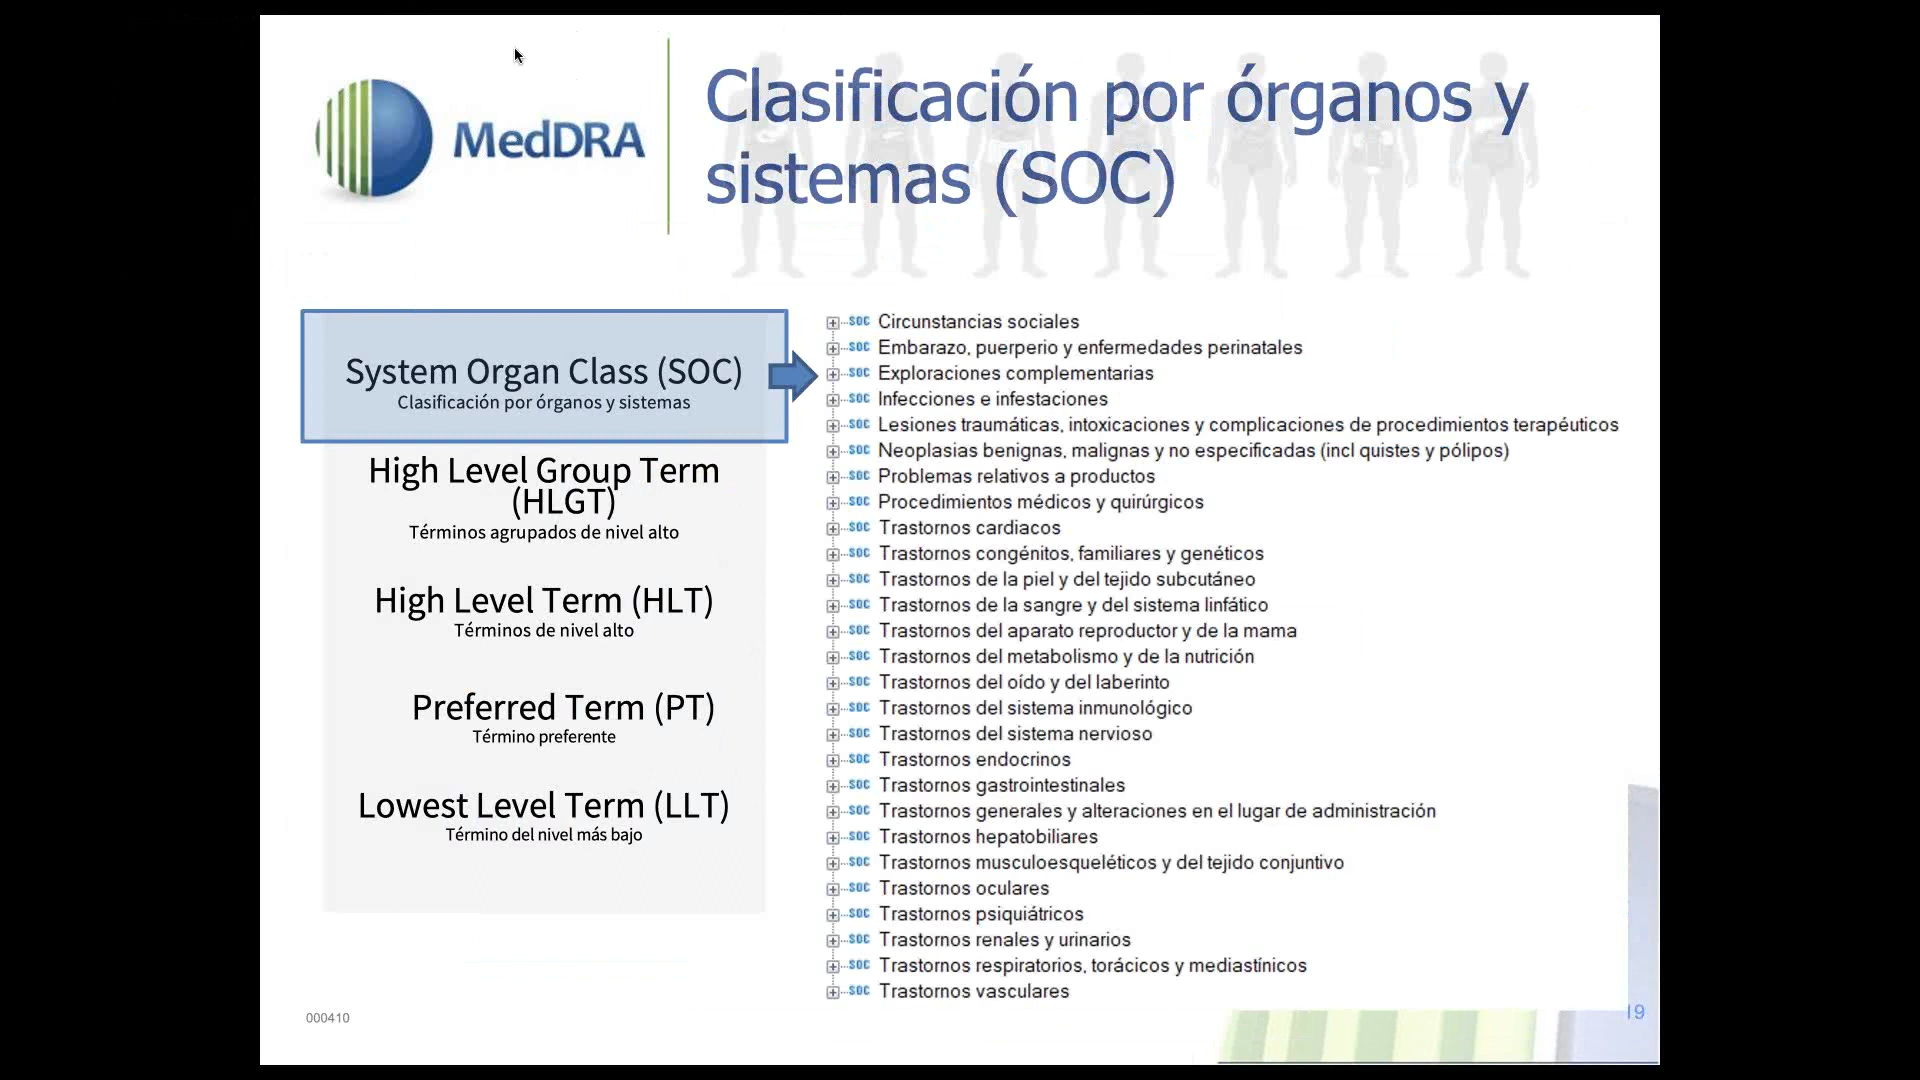 MedDRA
Clasificación por órganos y
sistemas (SOC)
System Organ Class (SOC)
Clasificación por órganos y sistemas
High Level Group Term
(HLGT)
Términos agrupados de nivel alto
High Level Term (HLT)
Términos de nivel alto
Preferred Term (PT)
Término preferente
Lowest Level Term (LLT)
Término del nivel más bajo
SOC Circunstancias sociales
SOC Embarazo, puerperio y enfermedades perinatales
SOC Exploraciones complementarias
SOC Infecciones e infestaciones
SOC Lesiones traumáticas, intoxicaciones y complicaciones de procedimientos terapéuticos
SOC Neoplasias benignas, malignas y no especificadas (incl quistes y pólipos)
SOC Problemas relativos a productos
SOC Procedimientos médicos y quirúrgicos
SOC Trastornos cardiacos
SOC Trastornos congénitos, familiares y genéticos
SOC Trastornos de la piel y del tejido subcutáneo
SOC Trastornos de la sangre y del sistema linfático
SOC Trastornos del aparato reproductor y de la mama
SOC Trastornos del metabolismo y de la nutrición
SOC Trastornos del oído y del laberinto
SOC Trastornos del sistema inmunológico
SOC Trastornos del sistema nervioso
SOC Trastornos endocrinos
SOC Trastornos gastrointestinales
SOC Trastornos generales y alteraciones en el lugar de administración
SOC Trastornos hepatobiliares
SOC Trastornos musculoesqueléticos y del tejido conjuntivo
SOC Trastornos oculares
SOC Trastornos psiquiátricos
SOC Trastornos renales y urinarios
SOC Trastornos respiratorios, torácicos y mediastínicos
SOC Trastornos vasculares
000410
19